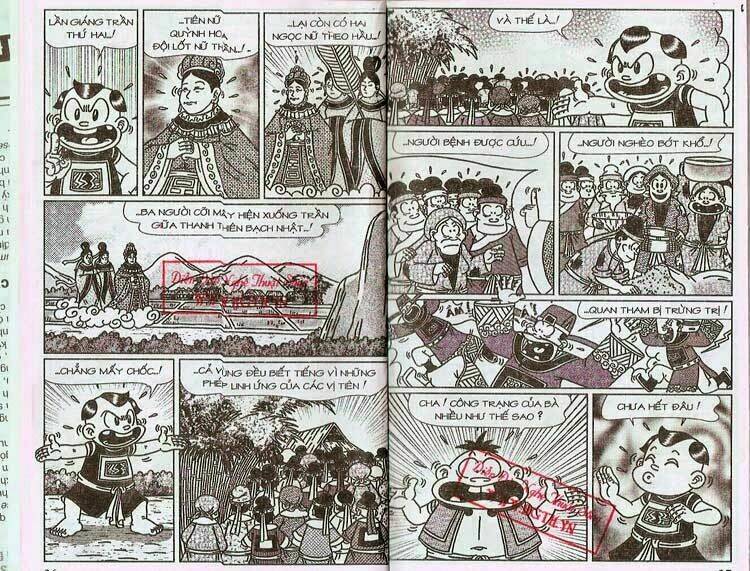 LẦN GIÁNG TRẦN
THỨ HAI...!
...TIÊN NỮ
QUỲNH HOA
ĐỘI LỐT NỮ THẦN...!
...LẠI CÒN CÓ HAI
NGỌC NỮ THEO HẦU...!
...BA NGƯỜI CỠI MÂY HIỆN XUỐNG TRẦN
GIỮA THANH THIÊN BẠCH NHẬT...!
...CHẲNG MẤY CHỐC...!
...CẢ VÙNG ĐỀU BIẾT TIẾNG VÌ NHỮNG
PHÉP LINH ỨNG CỦA CÁC VỊ TIÊN!
VÀ THẾ LÀ...!
...NGƯỜI BỆNH ĐƯỢC CỨU...!
...NGƯỜI NGHÈO BỚT KHỔ...!
ẦM!
...QUAN THAM BỊ TRỪNG TRỊ!
CHA! CÔNG TRẠNG CỦA BÀ
NHIỀU NHƯ THẾ SAO?
CHƯA HẾT ĐÂU!